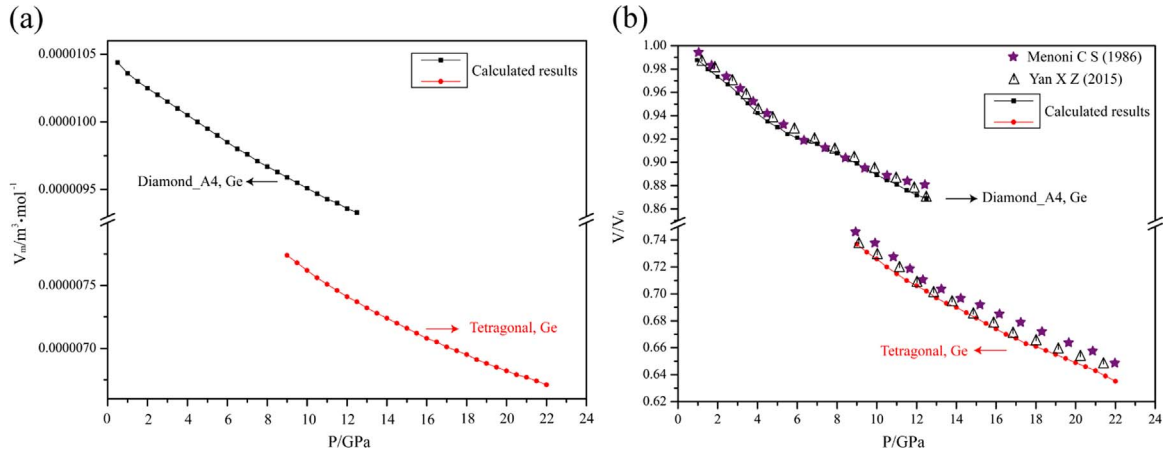 (a)
0.0000105
0.0000100
0.0000095
0.0000075
0.0000070
Vm/m³·mol⁻¹
Calculated results
Diamond_A4, Ge
Tetragonal, Ge
0 2 4 6 8 10 12 14 16 18 20 22 24
P/GPa
(b)
1.00
0.98
0.96
0.94
0.92
0.90
0.88
0.86
0.74
0.72
0.70
0.68
0.66
0.64
0.62
V/V₀
Menoni C S (1986)
Yan X Z (2015)
Calculated results
Diamond_A4, Ge
Tetragonal, Ge
0 2 4 6 8 10 12 14 16 18 20 22 24
P/GPa